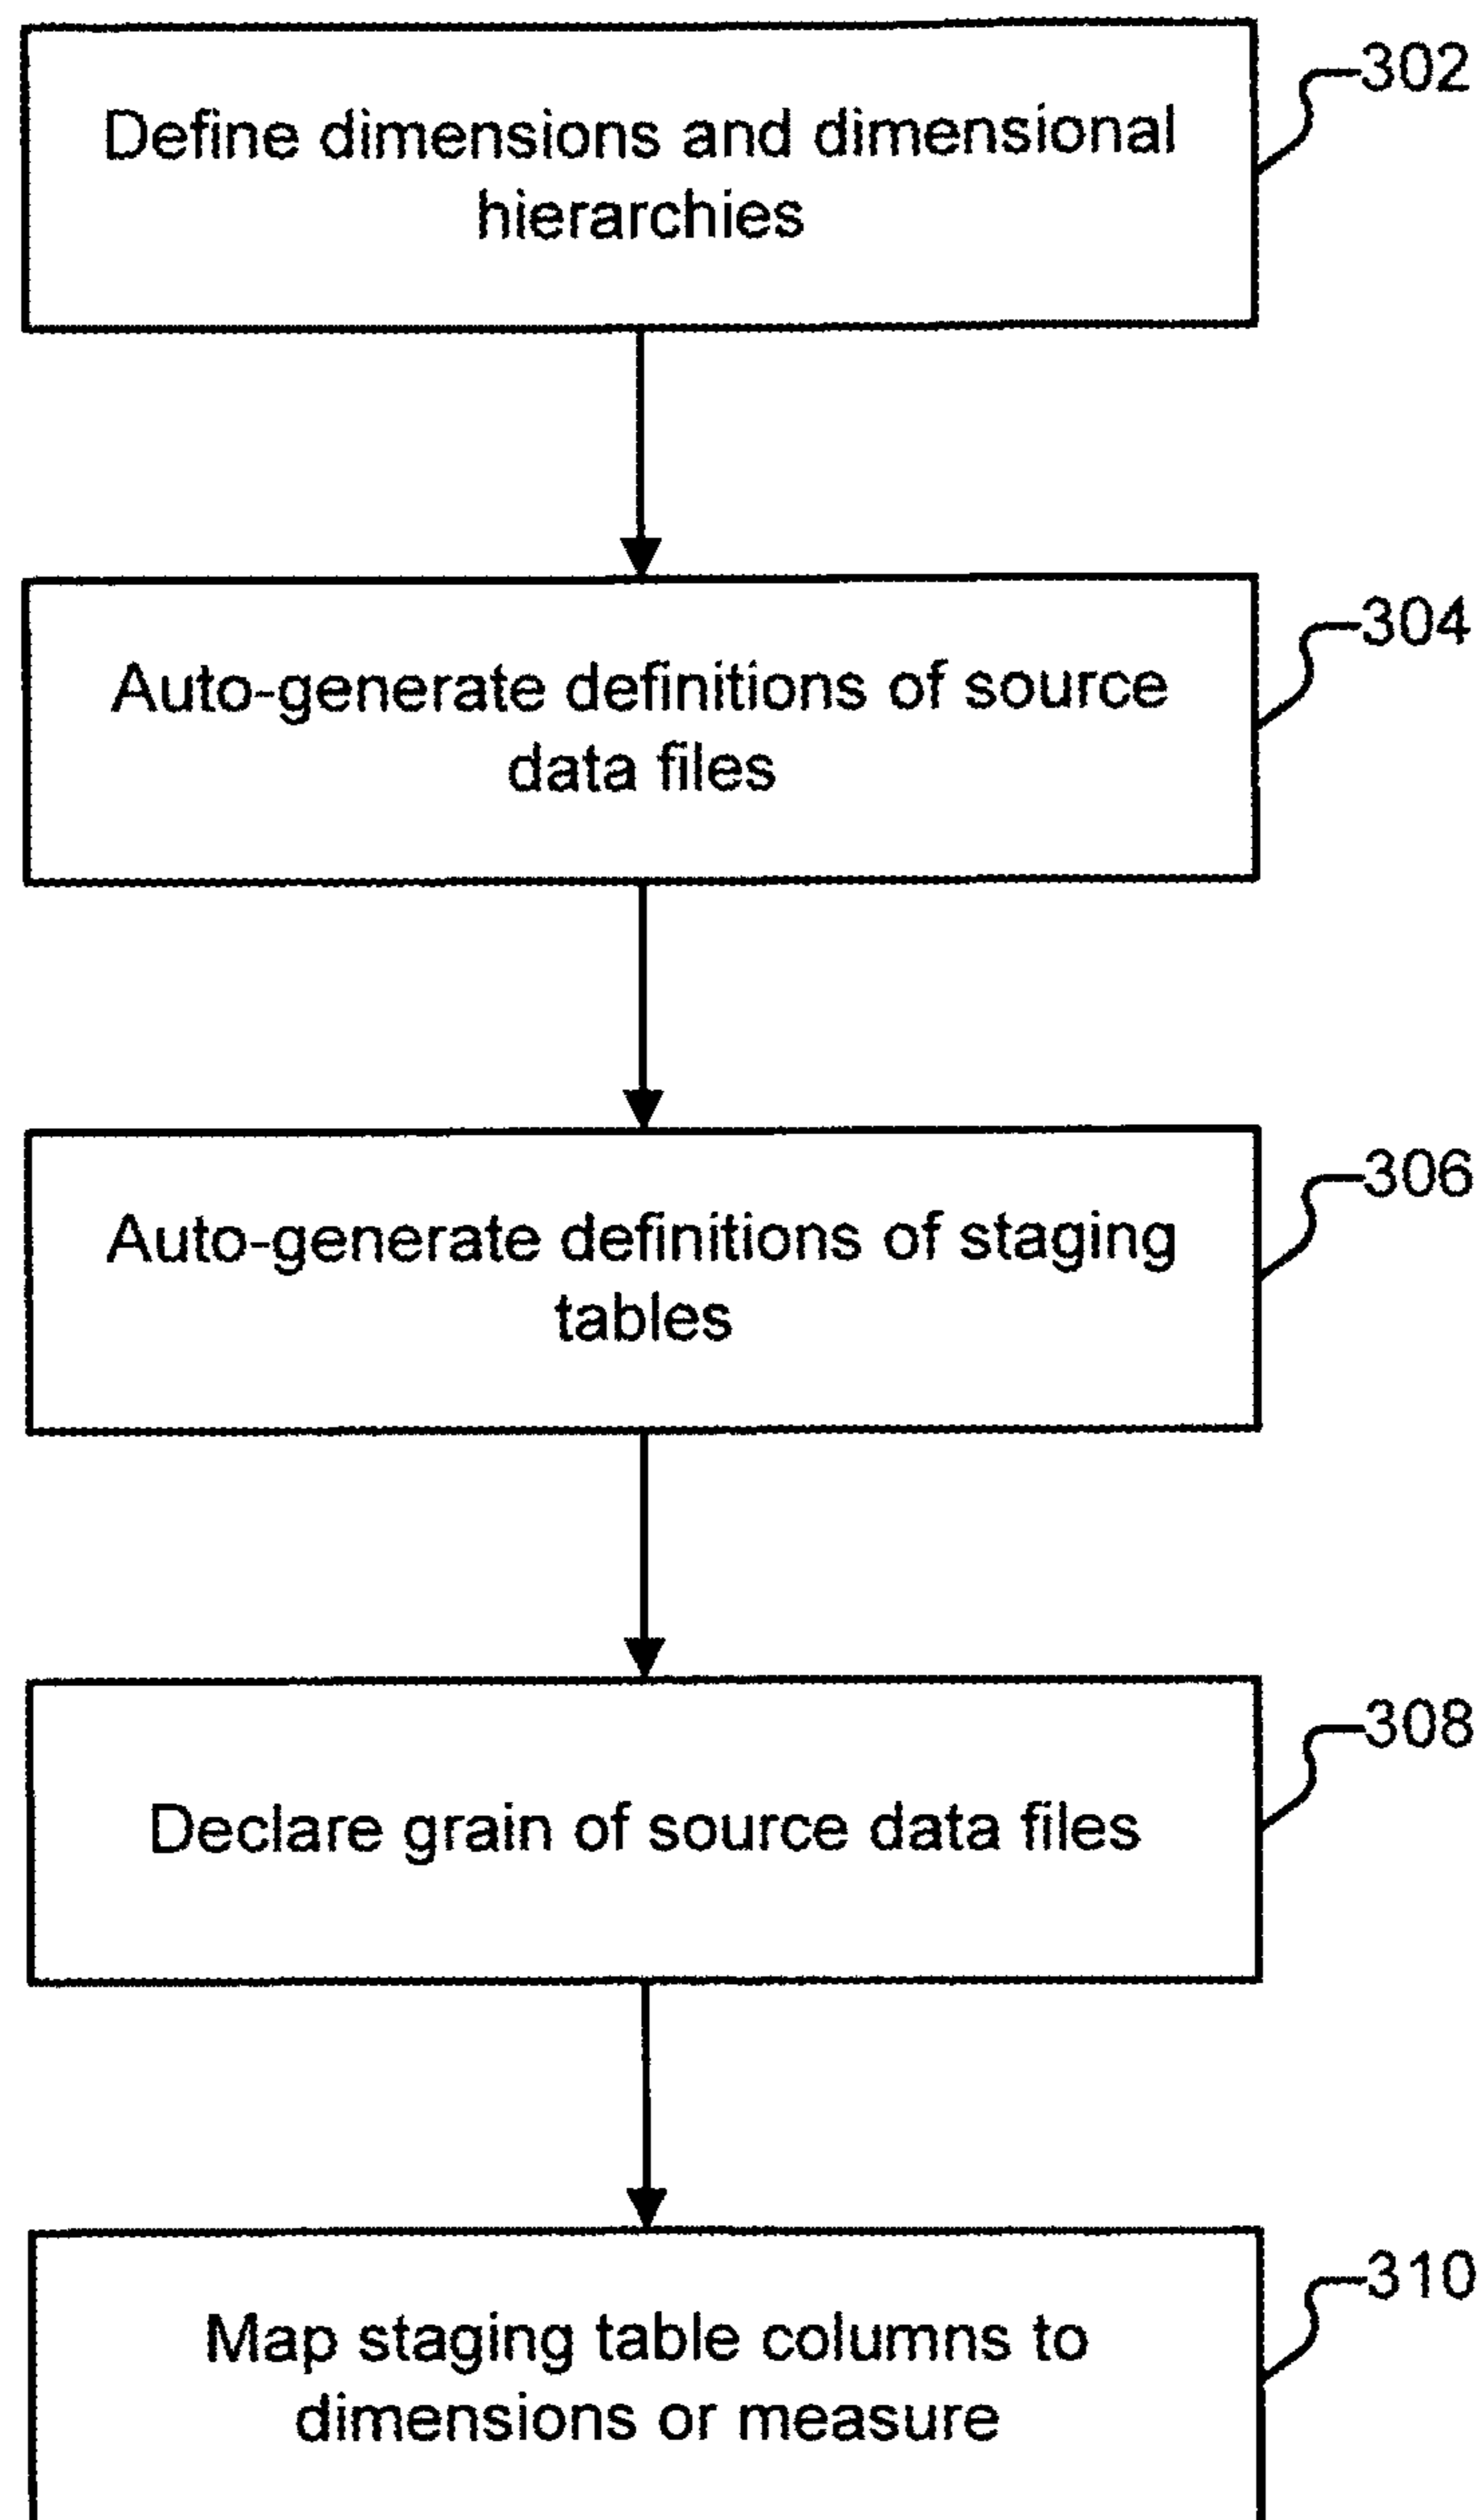 302
Define dimensions and dimensional
hierarchies
304
Auto-generate definitions of source
data files
306
Auto-generate definitions of staging
tables
308
Declare grain of source data files
310
Map staging table columns to
dimensions or measure